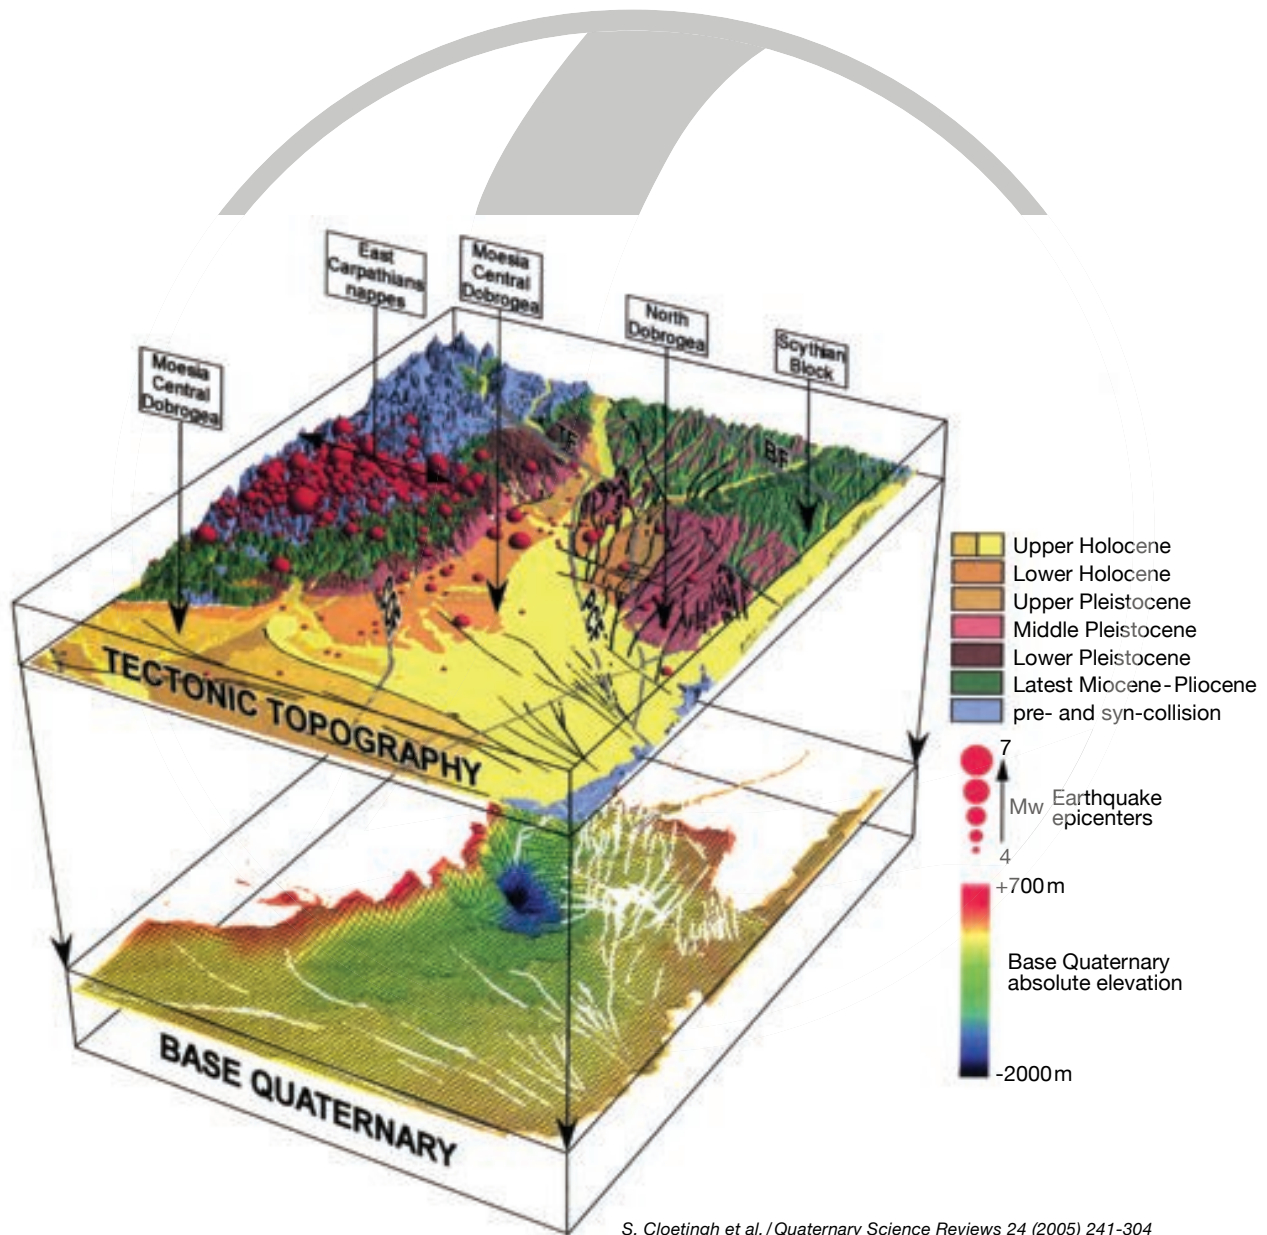 East
Carpathians
nappes
Moesia
Central
Dobrogea
North
Dobrogea
Scythian
Block
Moesia
Central
Dobrogea
TF
BF
TECTONIC TOPOGRAPHY
Upper Holocene
Lower Holocene
Upper Pleistocene
Middle Pleistocene
Lower Pleistocene
Latest Miocene-Pliocene
pre- and syn-collision
7
Mw
Earthquake
epicenters
4
+700m
Base Quaternary
absolute elevation
-2000m
BASE QUATERNARY
S. Cloetingh et al. / Quaternary Science Reviews 24 (2005) 241-304